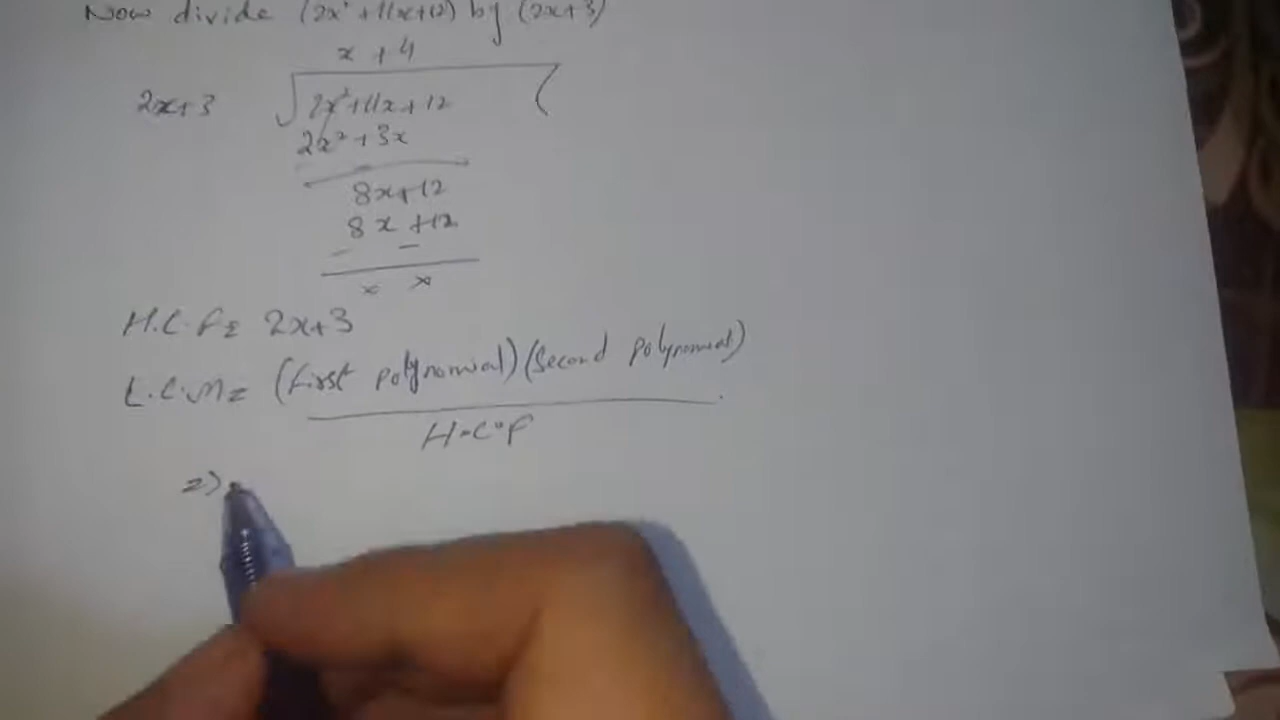 Now divide (2x²+11x+12) by (2x+3)
x + 4
2x+3 2x²+11x+12 (
2x²+3x
8x+12
8x +12
- -
x x
H.C.F= 2x+3
L.C.M= (First polynomial)(Second polynomial)
H.C.F
=>